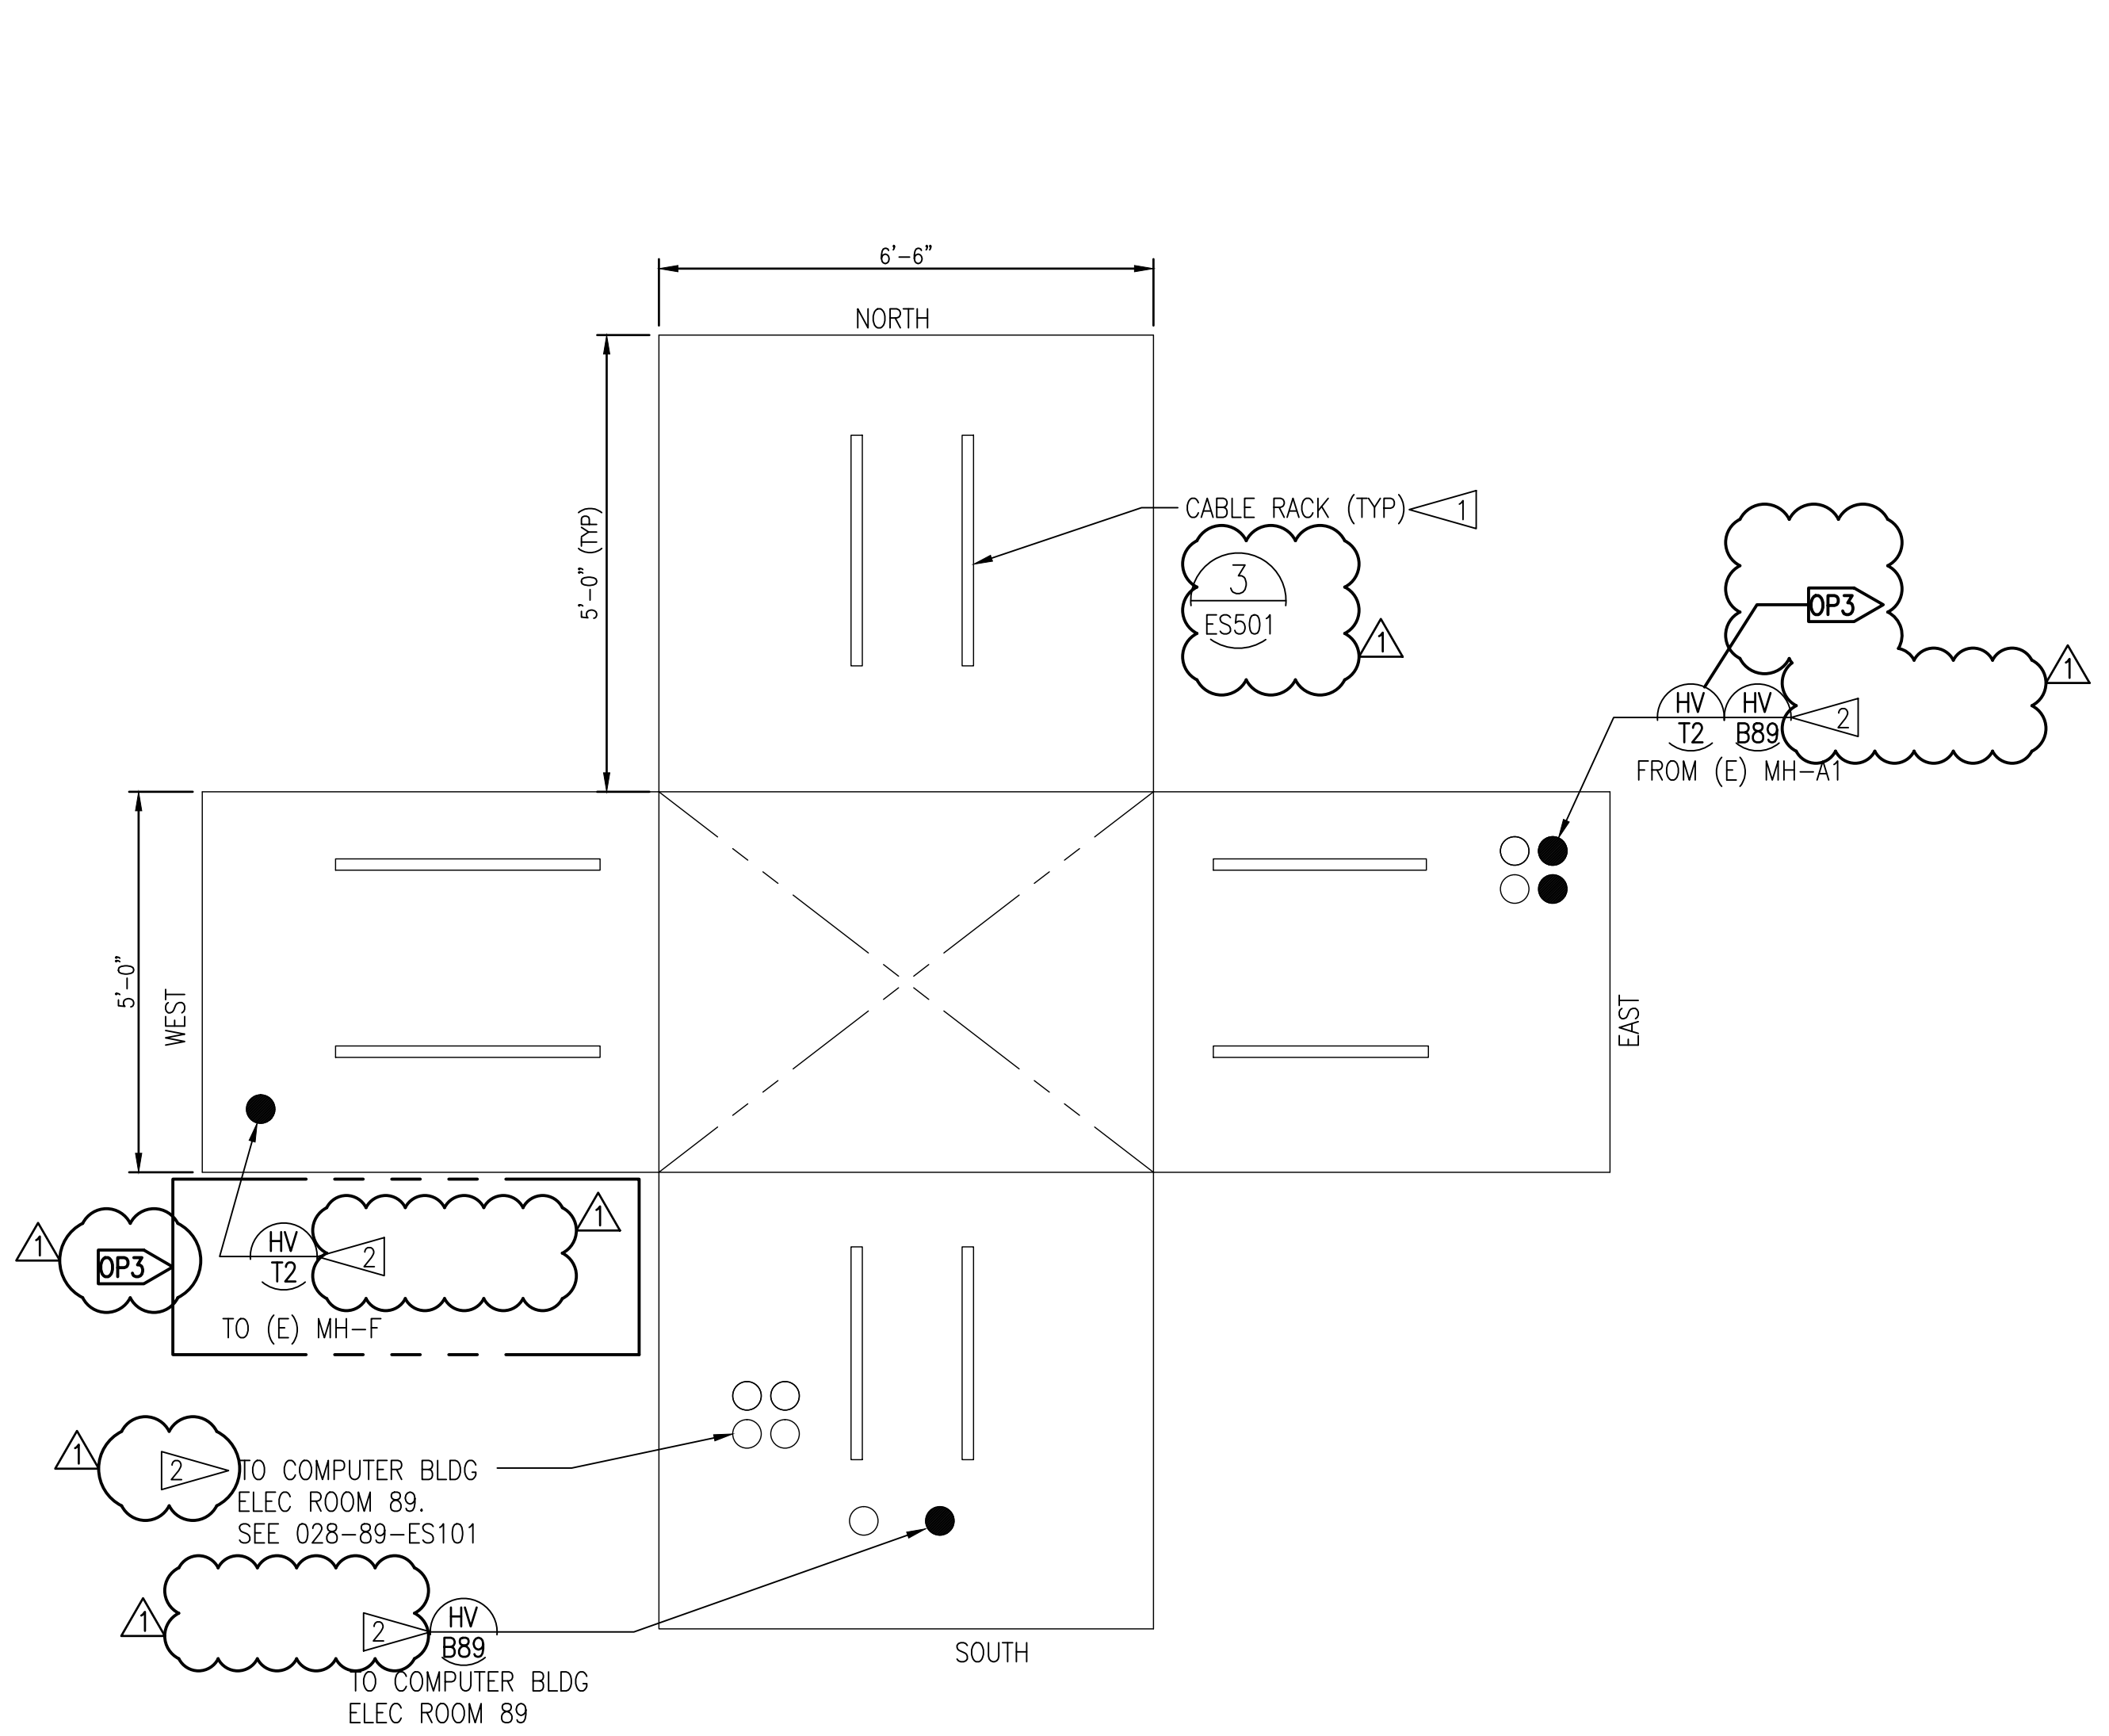 6'-6"
NORTH
5'-0" (TYP)
CABLE RACK (TYP) 1
3
ES501
1
OP3
1
HV HV
T2 B89 2
FROM (E) MH-A1
5'-0"
WEST
EAST
1
OP3
HV
T2
2
1
TO (E) MH-F
1
2 TO COMPUTER BLDG
ELEC ROOM 89.
SEE 028-89-ES101
1
2
HV
B89
TO COMPUTER BLDG
ELEC ROOM 89
SOUTH